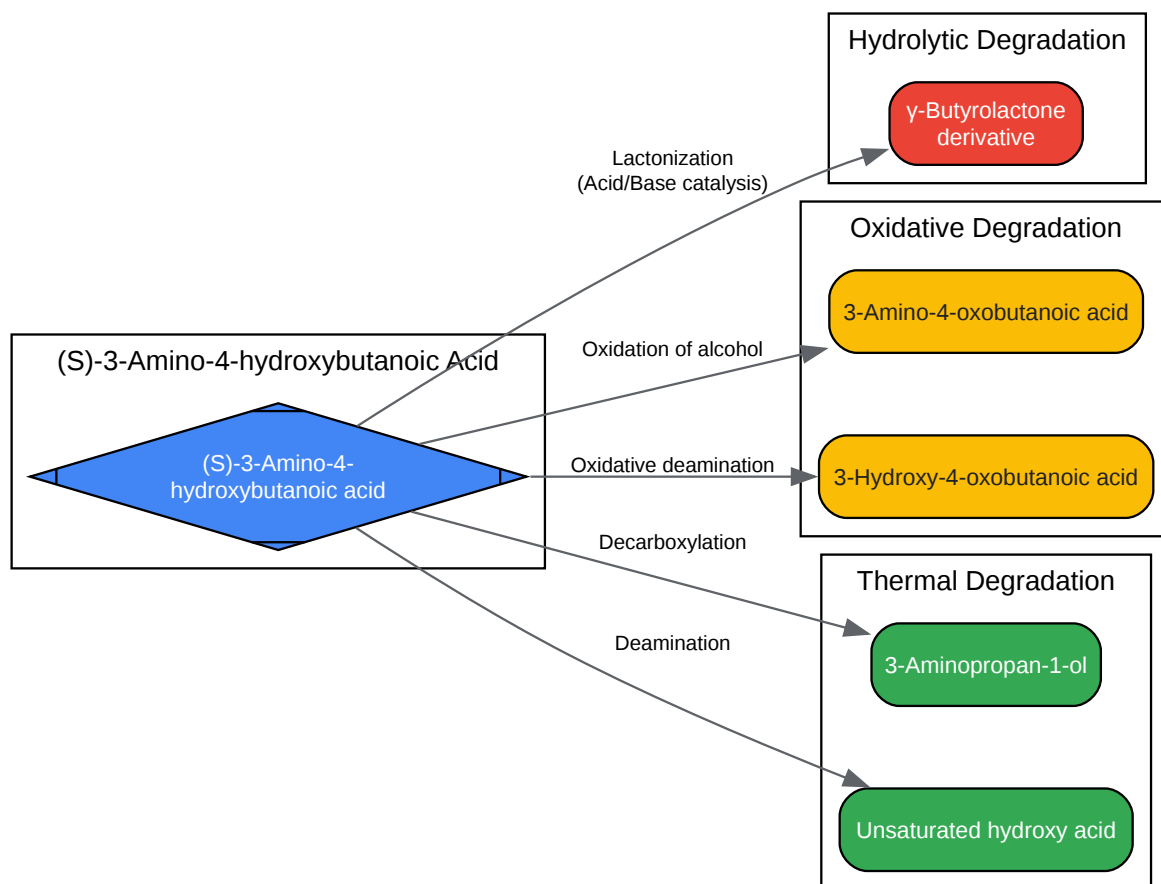 Hydrolytic Degradation
γ-Butyrolactone
derivative
Lactonization
(Acid/Base catalysis)
Oxidative Degradation
3-Amino-4-oxobutanoic acid
Oxidation of alcohol
(S)-3-Amino-4-hydroxybutanoic Acid
(S)-3-Amino-4-
hydroxybutanoic acid
Oxidative deamination
3-Hydroxy-4-oxobutanoic acid
Decarboxylation
Thermal Degradation
Deamination
3-Aminopropan-1-ol
Unsaturated hydroxy acid